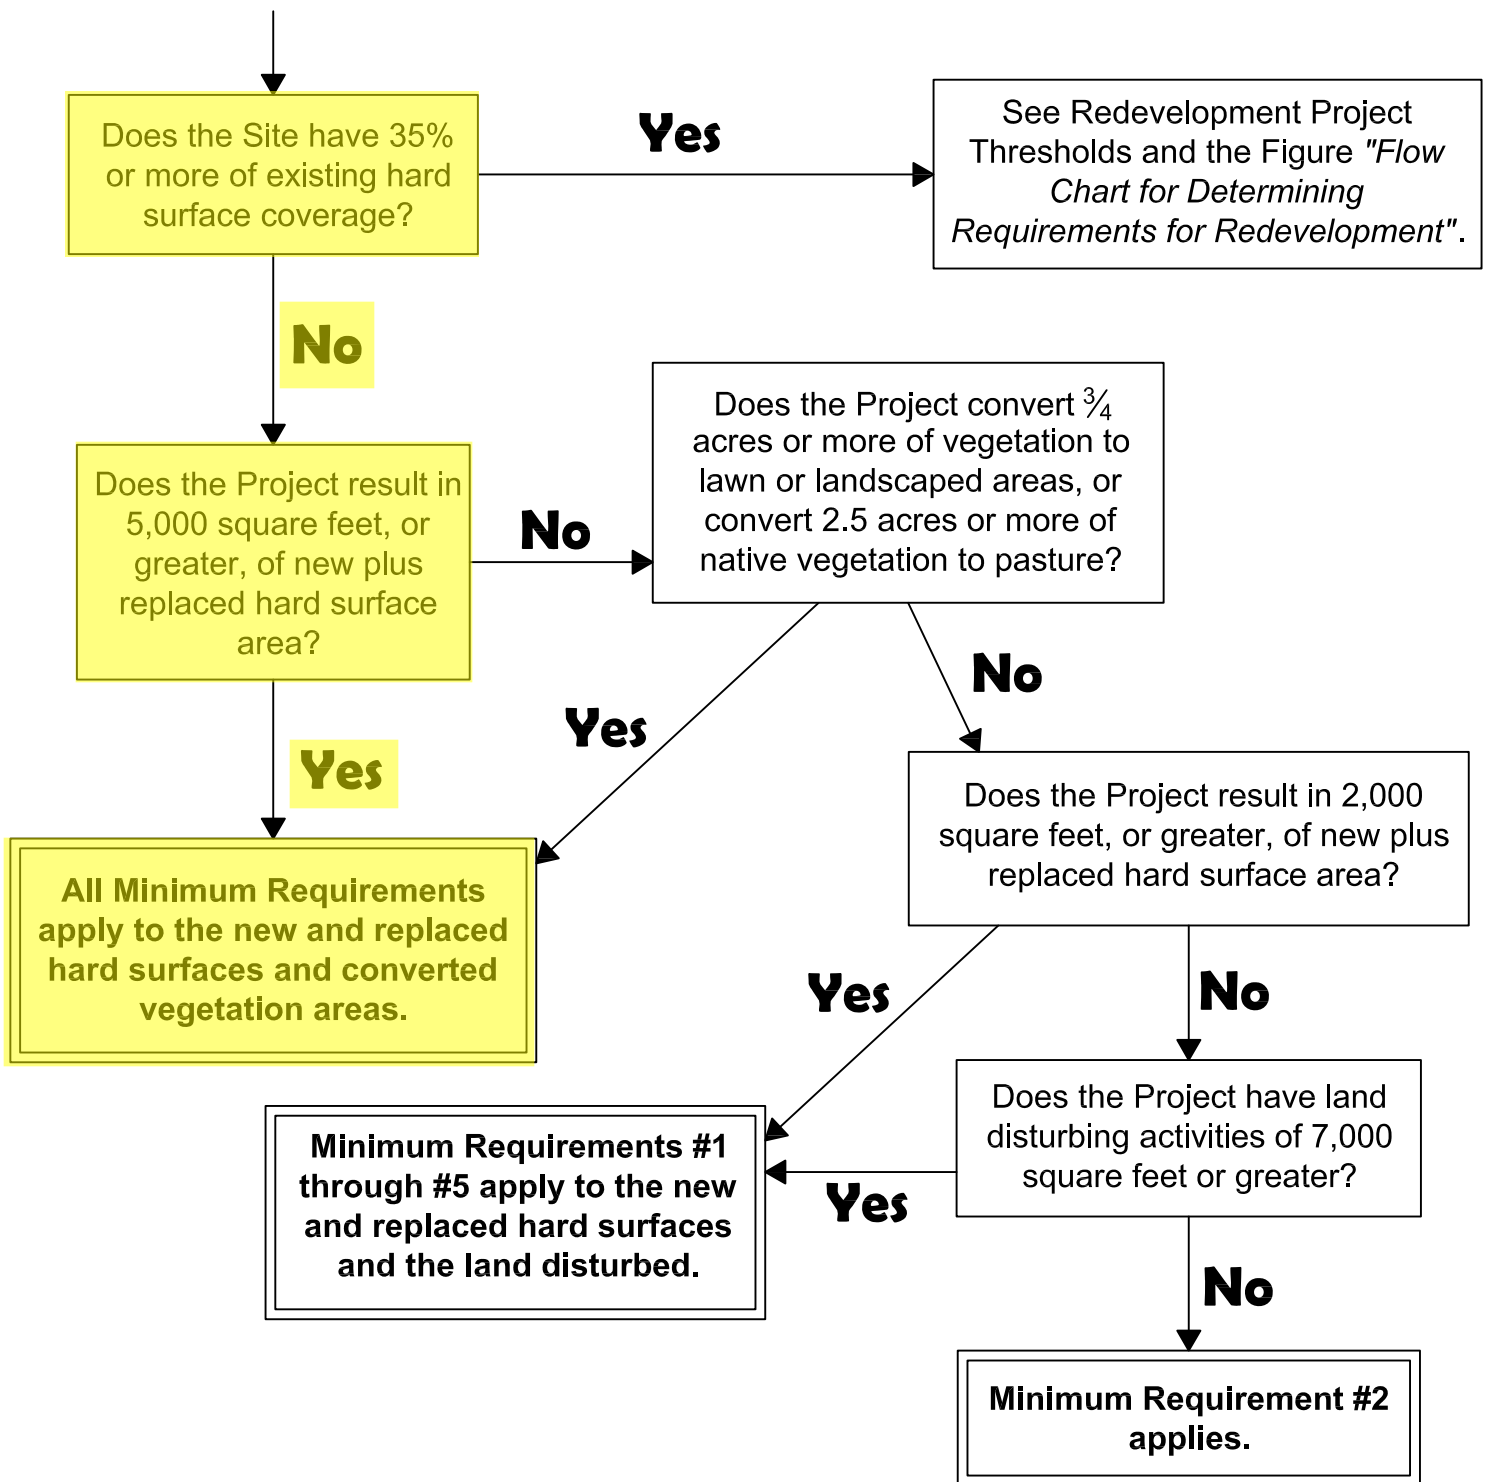 Does the Site have 35%
or more of existing hard
surface coverage?
Yes
See Redevelopment Project
Thresholds and the Figure "Flow
Chart for Determining
Requirements for Redevelopment".
No
Does the Project result in
5,000 square feet, or
greater, of new plus
replaced hard surface
area?
No
Does the Project convert ¾
acres or more of vegetation to
lawn or landscaped areas, or
convert 2.5 acres or more of
native vegetation to pasture?
Yes
Yes
No
All Minimum Requirements
apply to the new and replaced
hard surfaces and converted
vegetation areas.
Does the Project result in 2,000
square feet, or greater, of new plus
replaced hard surface area?
Yes
No
Minimum Requirements #1
through #5 apply to the new
and replaced hard surfaces
and the land disturbed.
Does the Project have land
disturbing activities of 7,000
square feet or greater?
Yes
No
Minimum Requirement #2
applies.